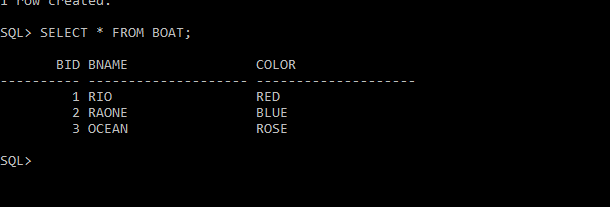 1 row created.
SQL> SELECT * FROM BOAT;
BID BNAME COLOR
---------- -------------------- --------------------
1 RIO RED
2 RAONE BLUE
3 OCEAN ROSE
SQL>